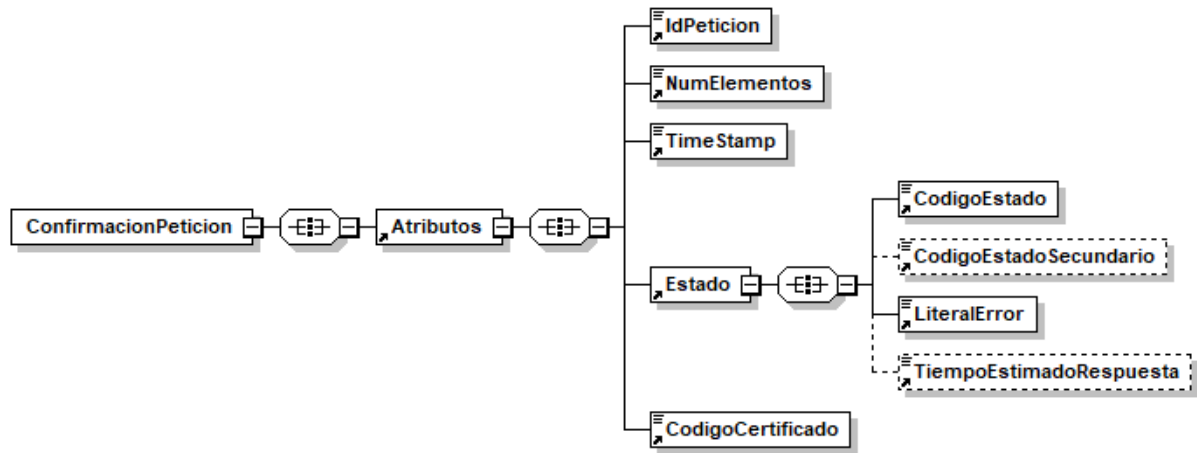 IdPeticion
NumElementos
TimeStamp
ConfirmacionPeticion
Atributos
Estado
CodigoEstado
CodigoEstadoSecundario
LiteralError
TiempoEstimadoRespuesta
CodigoCertificado